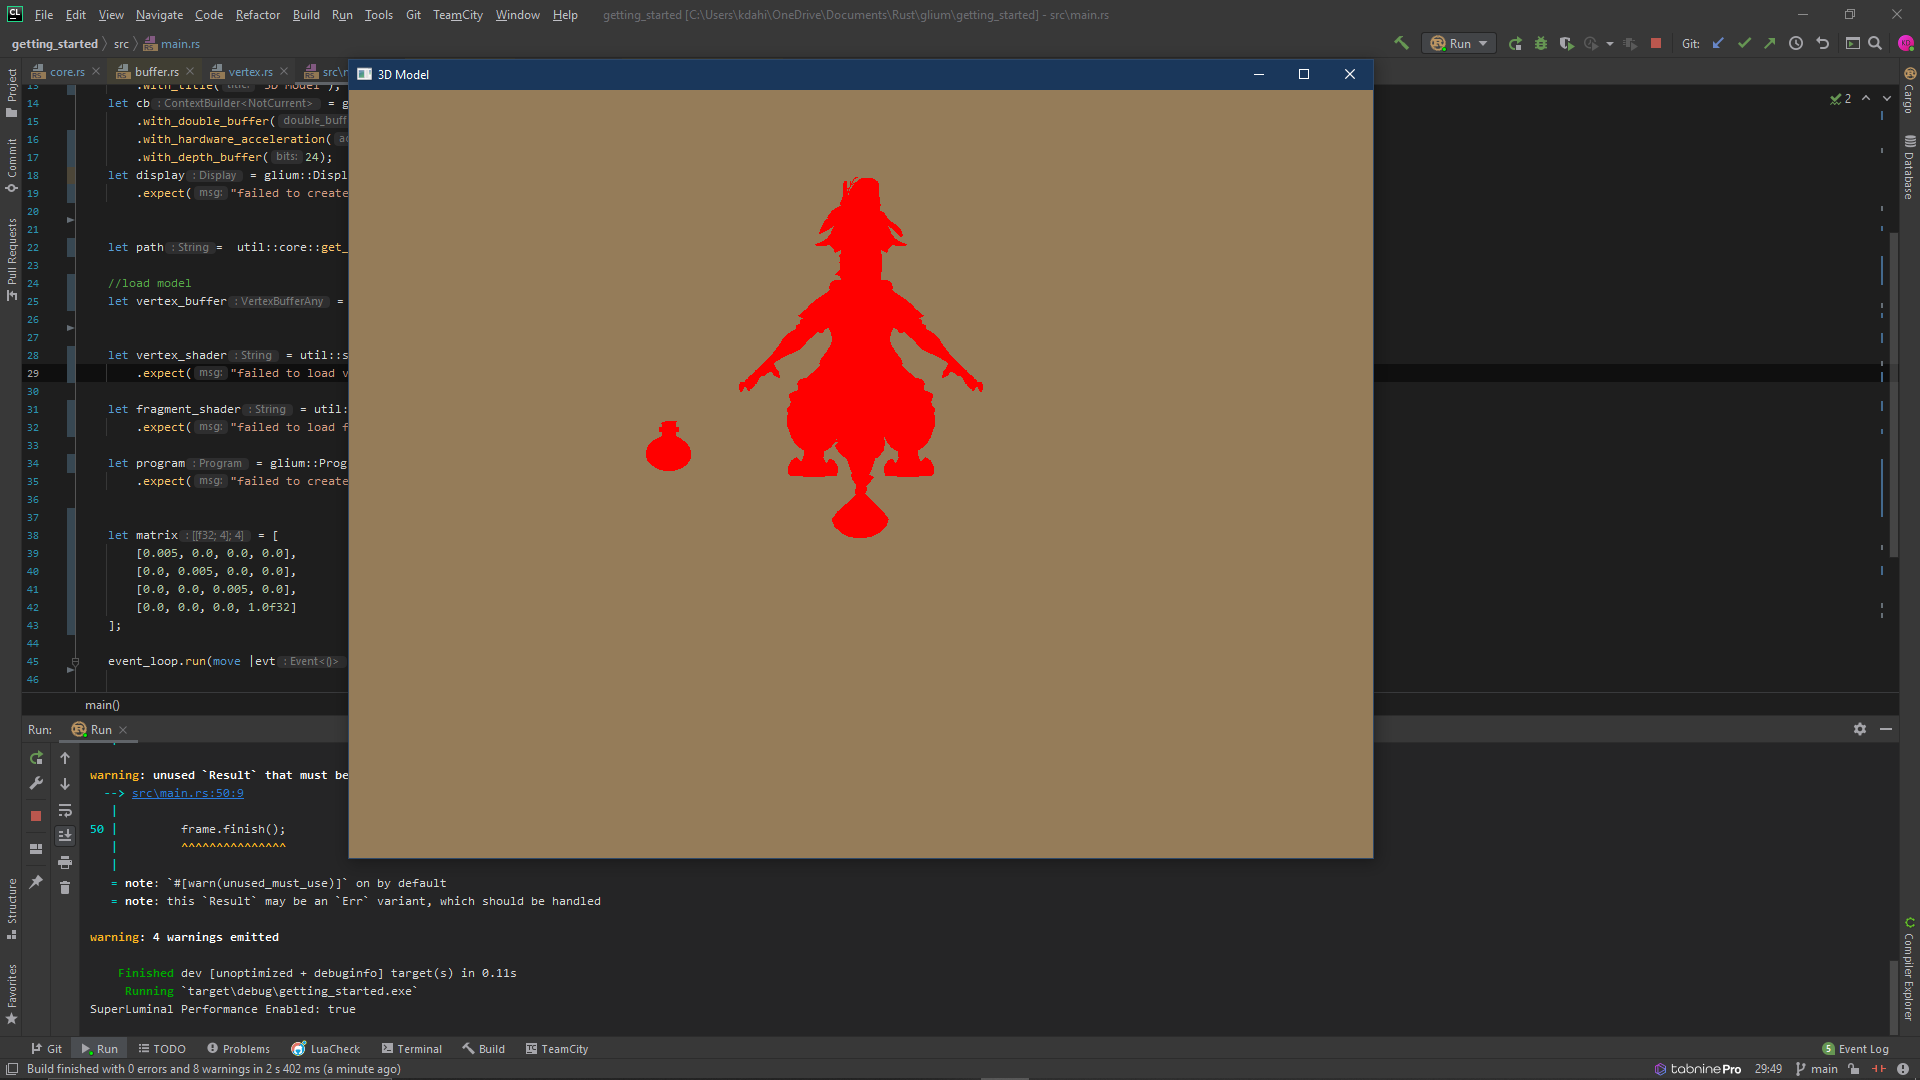 CL File Edit View Navigate Code Refactor Build Run Tools Git TeamCity Window Help getting_started [C:\Users\kdahi\OneDrive\Documents\Rust\glium\getting_started] - src\main.rs
getting_started src main.rs
Run
Git:
Project
Commit
Pull Requests
Structure
Favorites
core.rs buffer.rs vertex.rs
3D Model
14 let cb : ContextBuilder<NotCurrent> = g
15 .with_double_buffer(
16 .with_hardware_acceleration(
17 .with_depth_buffer( bits: 24);
18 let display : Display = glium::Displ
19 .expect( msg: "failed to create
20
21
22 let path : String = util::core::get_
23
24 //load model
25 let vertex_buffer : VertexBufferAny =
26
27
28 let vertex_shader : String = util::s
29 .expect( msg: "failed to load v
30
31 let fragment_shader : String = util:
32 .expect( msg: "failed to load f
33
34 let program : Program = glium::Prog
35 .expect( msg: "failed to create
36
37
38 let matrix : [[f32; 4]; 4] = [
39 [0.005, 0.0, 0.0, 0.0],
40 [0.0, 0.005, 0.0, 0.0],
41 [0.0, 0.0, 0.005, 0.0],
42 [0.0, 0.0, 0.0, 1.0f32]
43 ];
44
45 event_loop.run(move |evt : Event<()>
46
main()
2
Cargo
Database
Compiler Explorer
Run: Run
warning: unused `Result` that must be
--> src\main.rs:50:9
|
50 | frame.finish();
| ^^^^^^^^^^^^^^^
|
= note: `#[warn(unused_must_use)]` on by default
= note: this `Result` may be an `Err` variant, which should be handled
warning: 4 warnings emitted
Finished dev [unoptimized + debuginfo] target(s) in 0.11s
Running `target\debug\getting_started.exe`
SuperLuminal Performance Enabled: true
Git Run TODO Problems LuaCheck Terminal Build TeamCity 5 Event Log
Build finished with 0 errors and 8 warnings in 2 s 402 ms (a minute ago) tabninePro 29:49 main